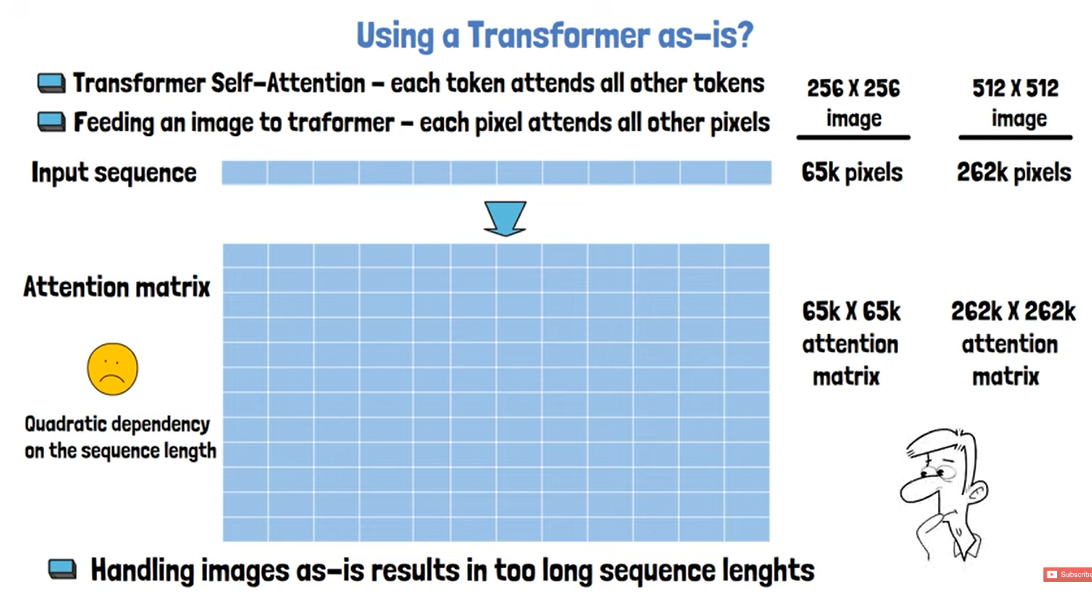 Using a Transformer as-is?
Transformer Self-Attention - each token attends all other tokens
Feeding an image to traformer - each pixel attends all other pixels
256 X 256
image
512 X 512
image
Input sequence
65k pixels
262k pixels
Attention matrix
65k X 65k
attention
matrix
262k X 262k
attention
matrix
Quadratic dependency
on the sequence length
Handling images as-is results in too long sequence lenghts
Subscribe